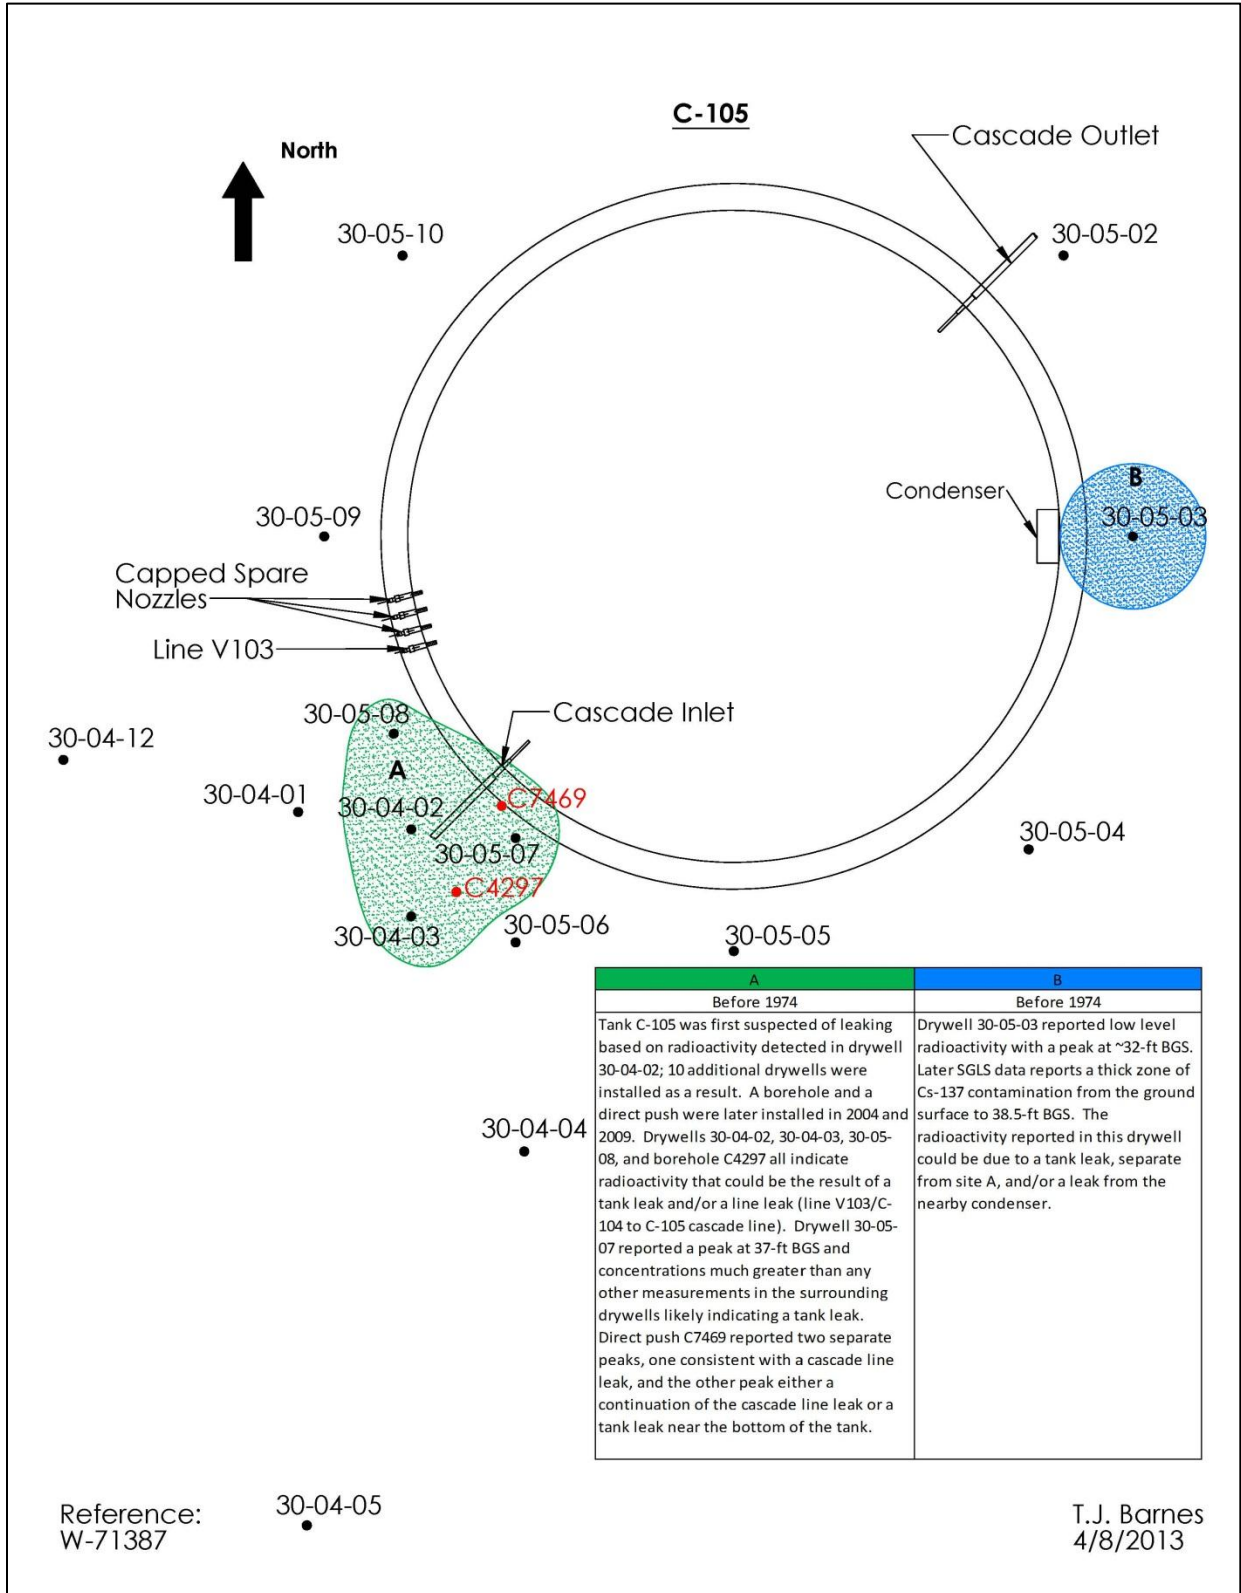 C-105
Cascade Outlet
North
30-05-10
30-05-02
Condenser
B
30-05-03
30-05-09
Capped Spare
Nozzles
Line V103
30-05-08
Cascade Inlet
30-04-12
A
30-04-01
C7469
30-04-02
30-05-07
30-05-04
C4297
30-04-03
30-05-06
30-05-05
30-04-04
A
Before 1974
Tank C-105 was first suspected of leaking
based on radioactivity detected in drywell
30-04-02; 10 additional drywells were
installed as a result. A borehole and a
direct push were later installed in 2004 and
2009. Drywells 30-04-02, 30-04-03, 30-05-
08, and borehole C4297 all indicate
radioactivity that could be the result of a
tank leak and/or a line leak (line V103/C-
104 to C-105 cascade line). Drywell 30-05-
07 reported a peak at 37-ft BGS and
concentrations much greater than any
other measurements in the surrounding
drywells likely indicating a tank leak.
Direct push C7469 reported two separate
peaks, one consistent with a cascade line
leak, and the other peak either a
continuation of the cascade line leak or a
tank leak near the bottom of the tank.
B
Before 1974
Drywell 30-05-03 reported low level
radioactivity with a peak at ~32-ft BGS.
Later SGLS data reports a thick zone of
Cs-137 contamination from the ground
surface to 38.5-ft BGS. The
radioactivity reported in this drywell
could be due to a tank leak, separate
from site A, and/or a leak from the
nearby condenser.
Reference:
W-71387
30-04-05
T.J. Barnes
4/8/2013